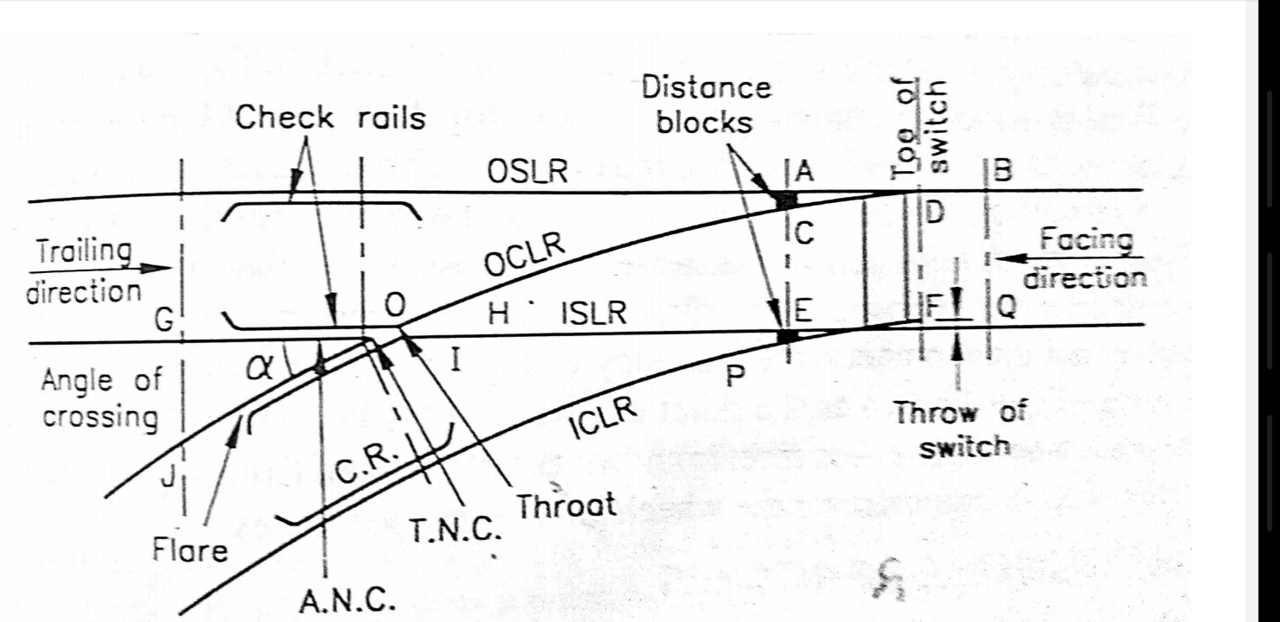 Distance
blocks
Check rails
Tog of
switch
OSLR
A
B
C
D
OCLR
Trailing
direction
Facing
direction
G
O
H
ISLR
E
F
Q
α
I
P
Angle of
crossing
ICLR
Throw of
switch
J
C.R.
Throat
T.N.C.
Flare
A.N.C.